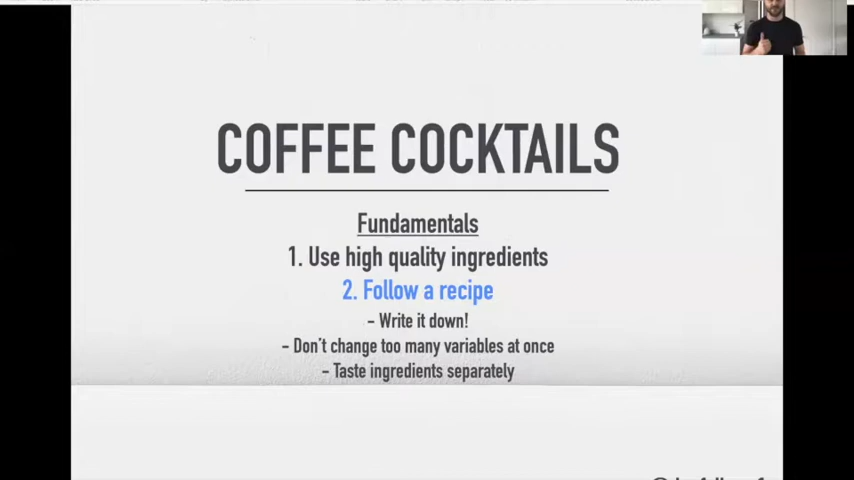 COFFEE COCKTAILS
Fundamentals
1. Use high quality ingredients
2. Follow a recipe
- Write it down!
- Don't change too many variables at once
- Taste ingredients separately